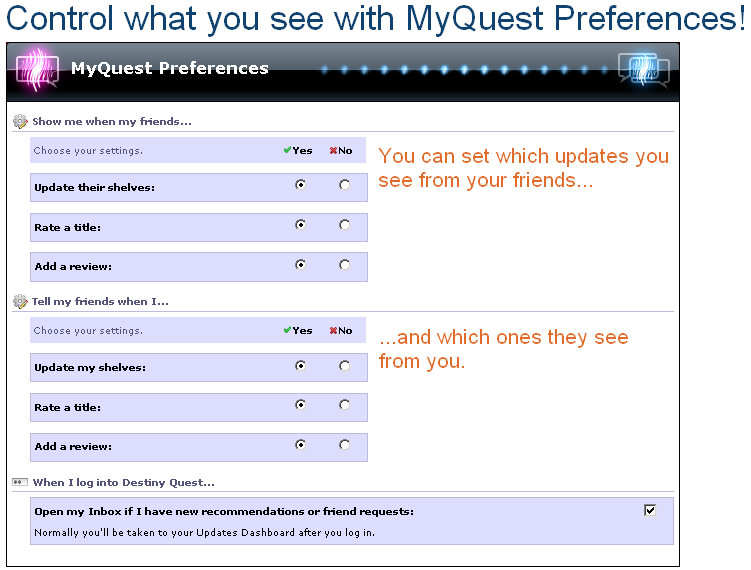 Control what you see with MyQuest Preferences!
MyQuest Preferences
Show me when my friends...
Choose your settings. Yes No
You can set which updates you
see from your friends...
Update their shelves:
Rate a title:
Add a review:
Tell my friends when I...
Choose your settings. Yes No
...and which ones they see
from you.
Update my shelves:
Rate a title:
Add a review:
When I log into Destiny Quest...
Open my Inbox if I have new recommendations or friend requests:
Normally you'll be taken to your Updates Dashboard after you log in.